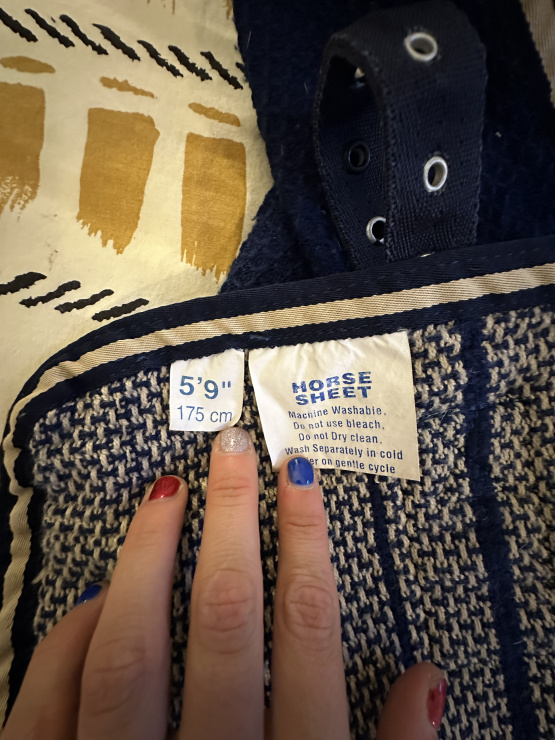 5'9"
175 cm
HORSE
SHEET
Machine Washable.
Do not use bleach,
Do not Dry clean.
Wash Separately in cold
on gentle cycle